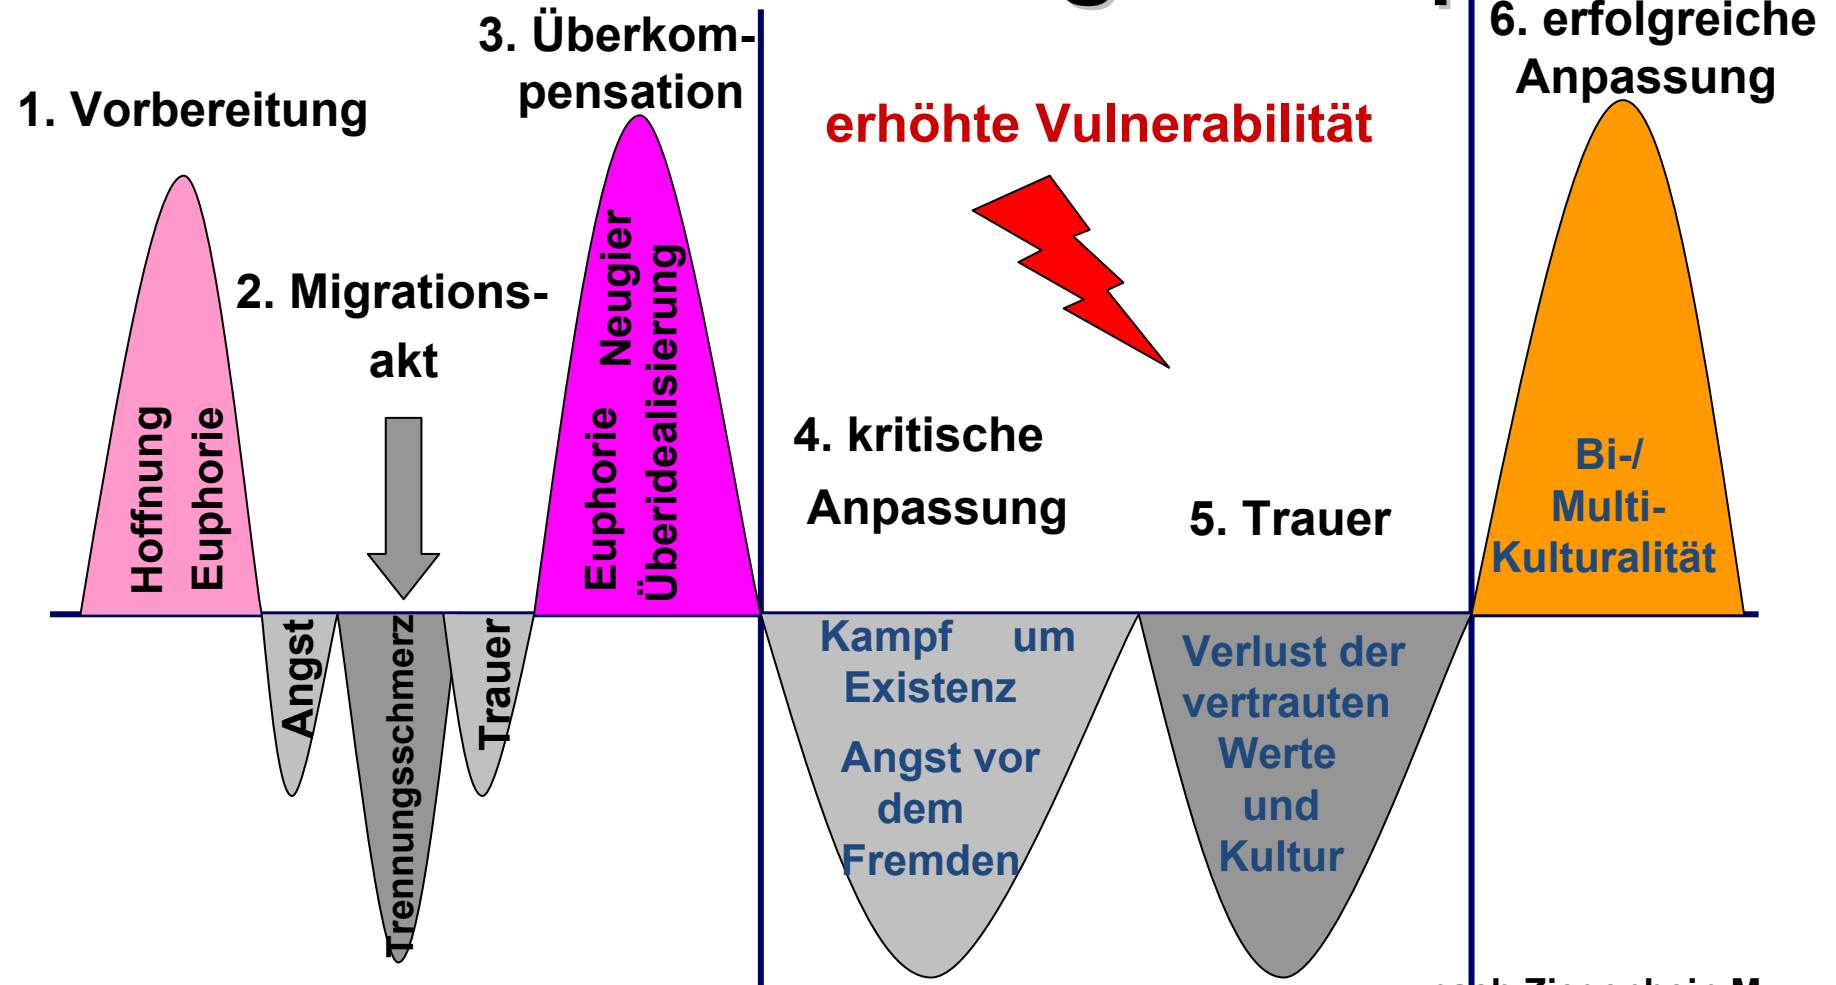 1. Vorbereitung
Hoffnung
Euphorie
2. Migrations-
akt
Angst
Trennungsschmerz
Trauer
3. Überkom-
pensation
Euphorie Neugier
Überidealisierung
erhöhte Vulnerabilität
4. kritische
Anpassung
Kampf um
Existenz
Angst vor
dem
Fremden
5. Trauer
Verlust der
vertrauten
Werte
und
Kultur
6. erfolgreiche
Anpassung
Bi-/
Multi-
Kulturalität